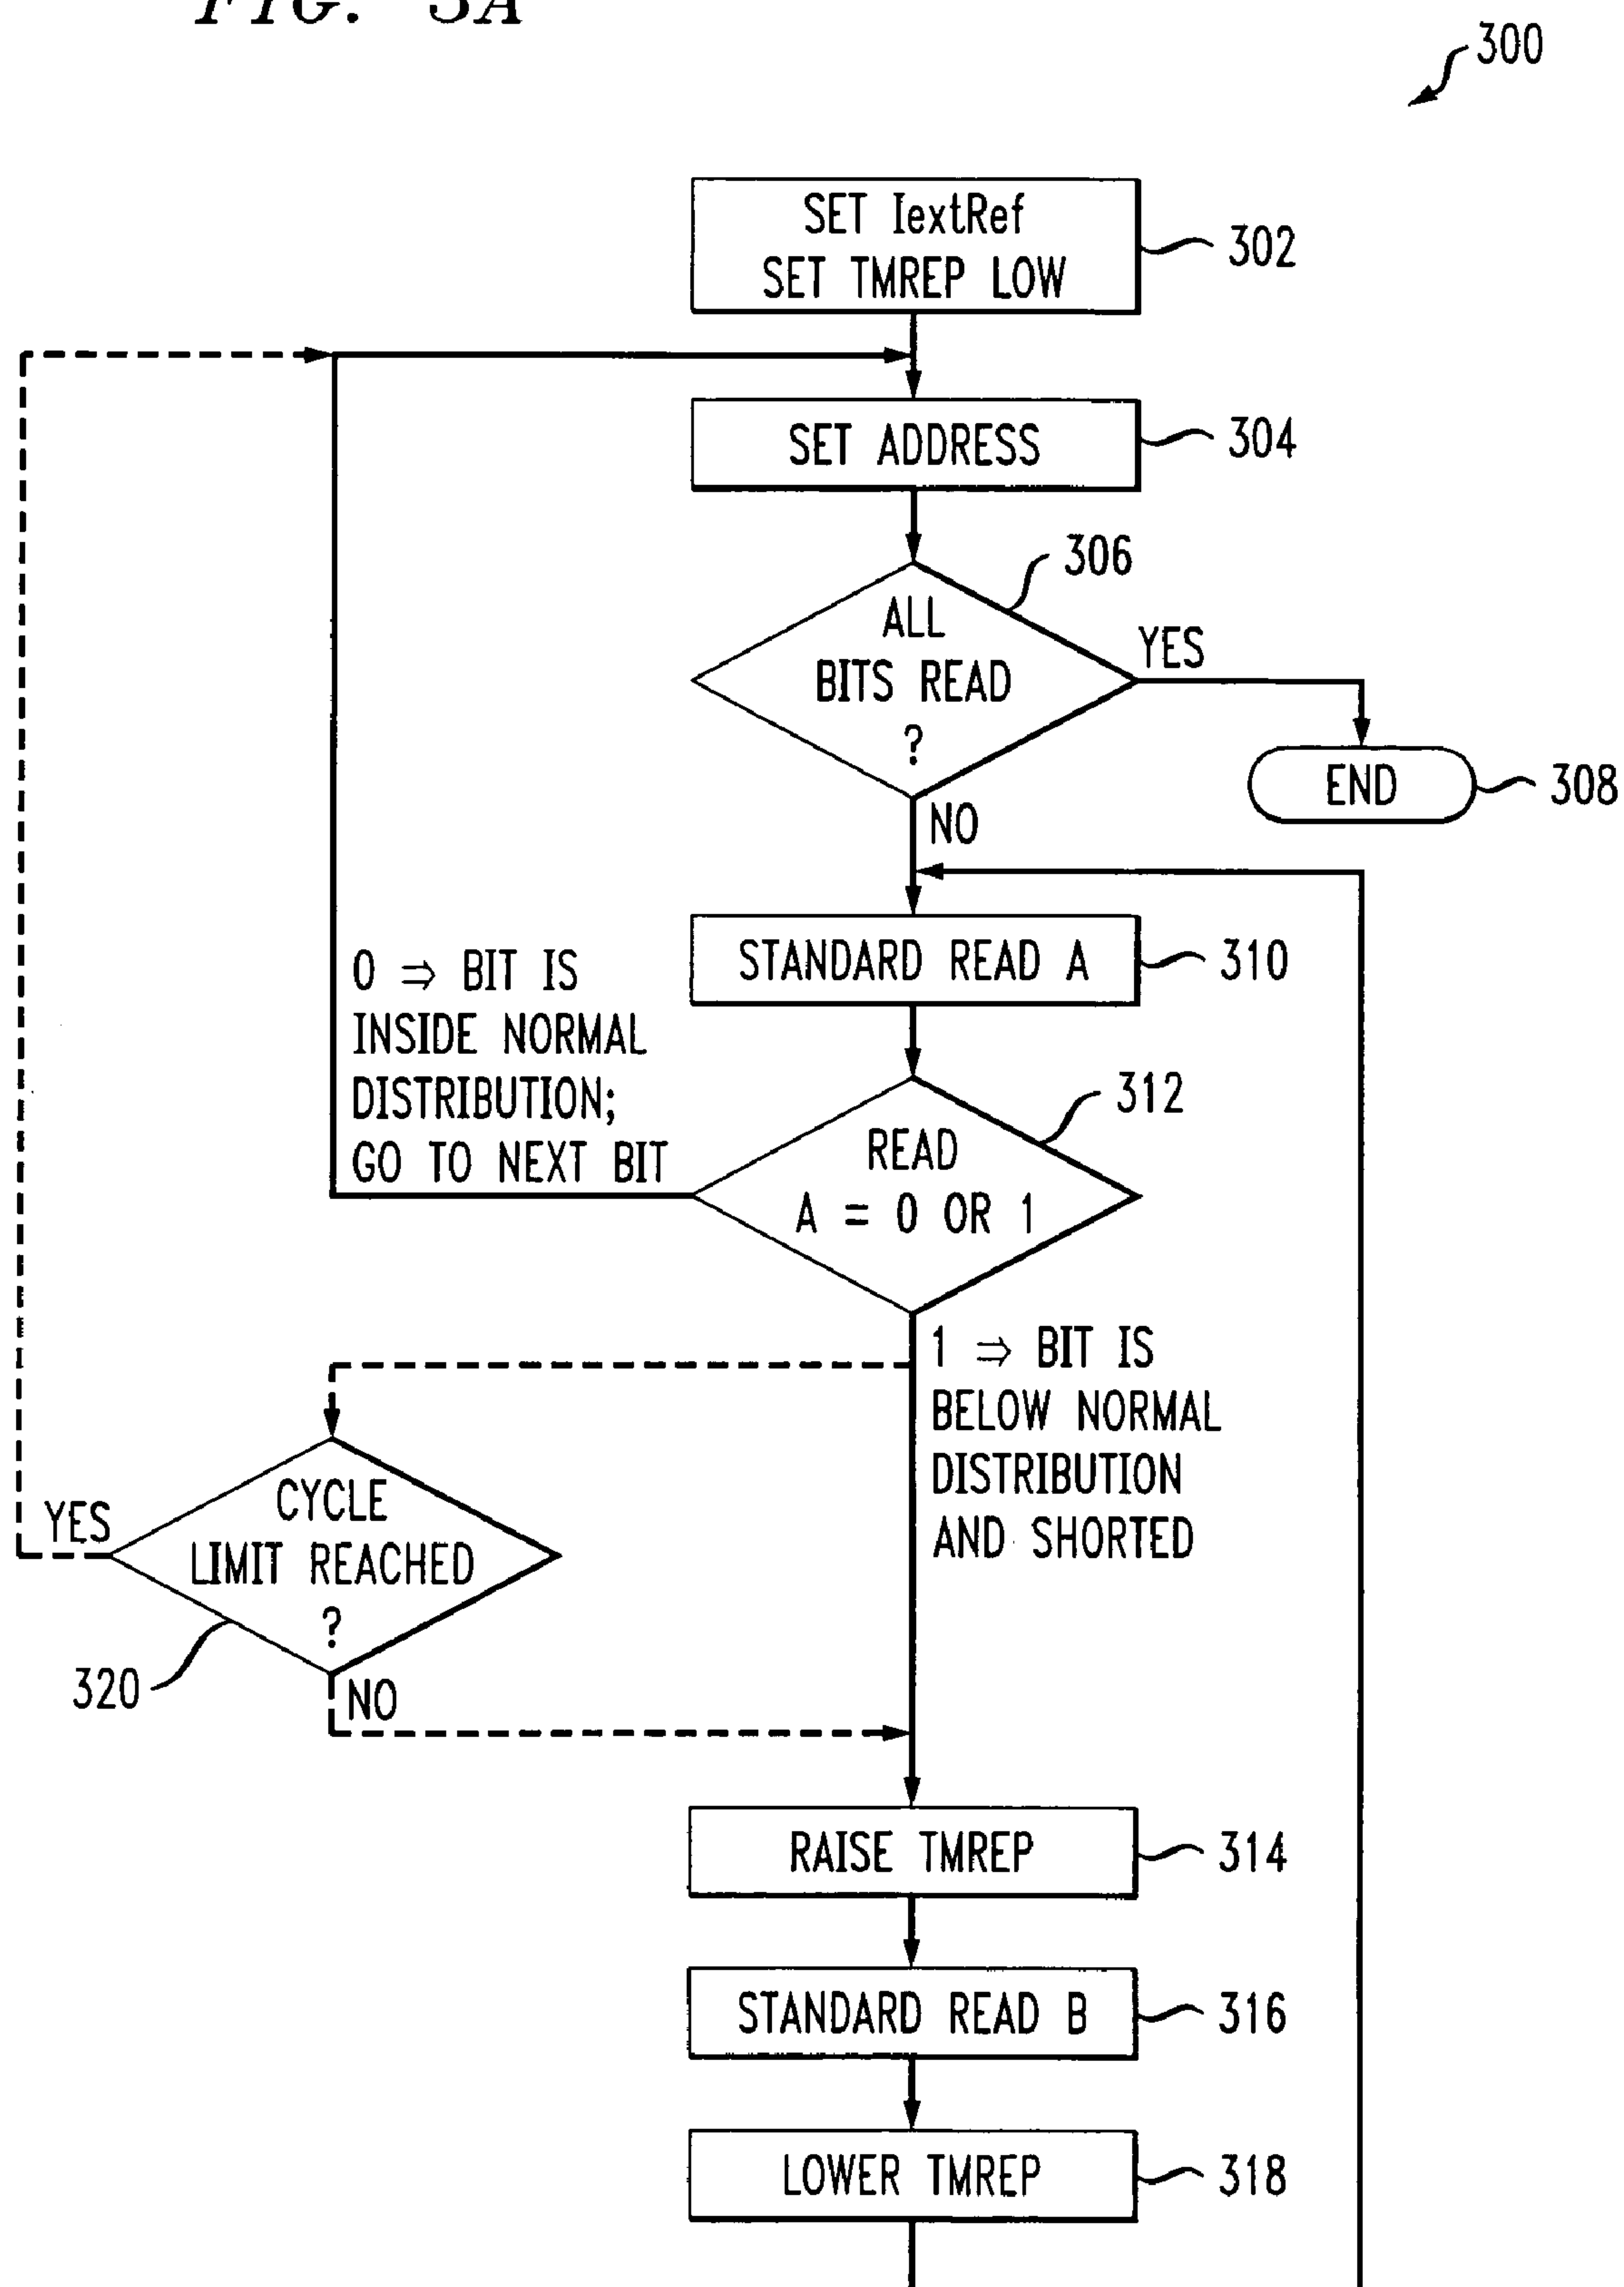 FIG. 3A
300
SET IextRef
SET TMREP LOW
302
SET ADDRESS
304
306
ALL
BITS READ
?
YES
END
308
NO
STANDARD READ A
310
0 ⇒ BIT IS
INSIDE NORMAL
DISTRIBUTION;
GO TO NEXT BIT
312
READ
A = 0 OR 1
1 ⇒ BIT IS
BELOW NORMAL
DISTRIBUTION
AND SHORTED
CYCLE
LIMIT REACHED
?
YES
320
NO
RAISE TMREP
314
STANDARD READ B
316
LOWER TMREP
318